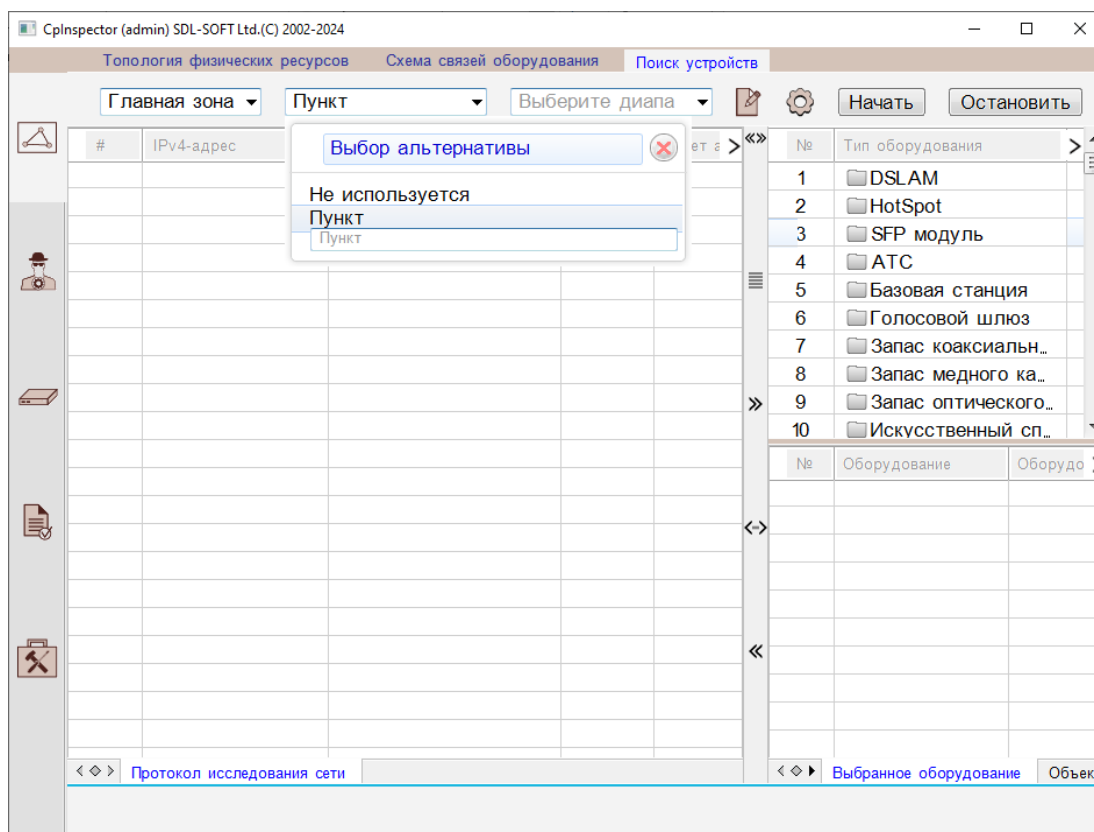 CpInspector (admin) SDL-SOFT Ltd.(C) 2002-2024
Топология физических ресурсов Схема связей оборудования Поиск устройств
Главная зона Пункт Выберите диапа Начать Остановить
# IPv4-адрес
Выбор альтернативы
Не используется
Пункт
Пункт
№ Тип оборудования
1 DSLAM
2 HotSpot
3 SFP модуль
4 АТС
5 Базовая станция
6 Голосовой шлюз
7 Запас коаксиальн...
8 Запас медного ка...
9 Запас оптического...
10 Искусственный сп...
№ Оборудование Оборудо
Протокол исследования сети
Выбранное оборудование Объек